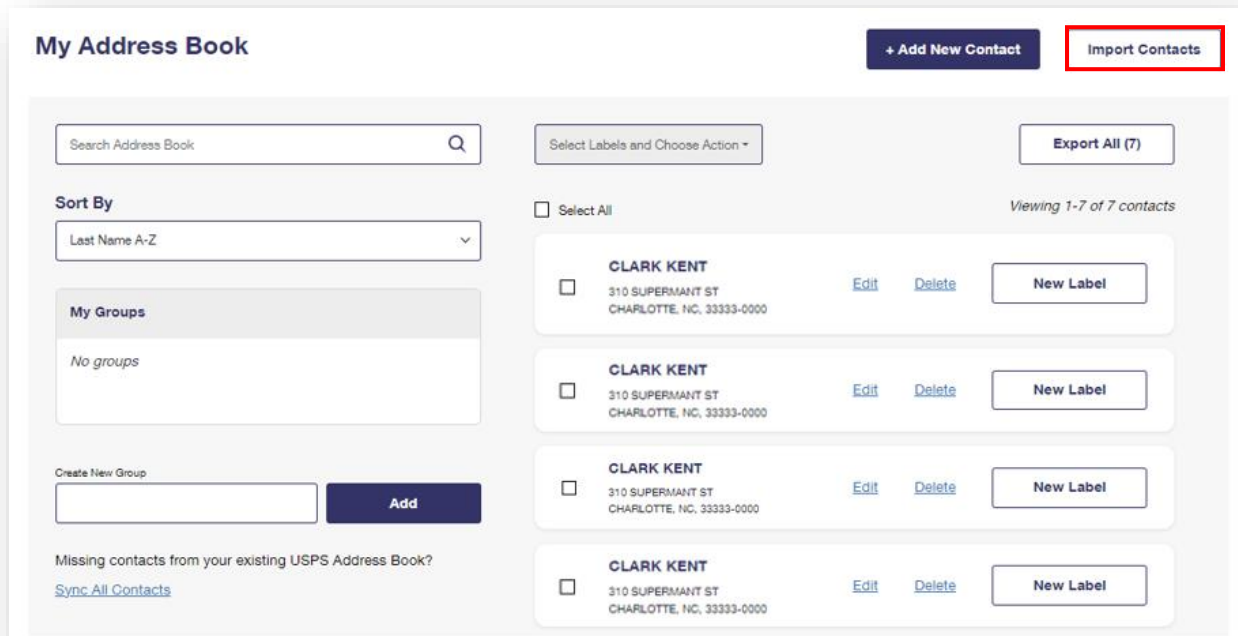 My Address Book
+ Add New Contact
Import Contacts
Search Address Book
Sort By
Last Name A-Z
My Groups
No groups
Create New Group
Add
Missing contacts from your existing USPS Address Book?
Sync All Contacts
Select Labels and Choose Action
Export All (7)
Select All
Viewing 1-7 of 7 contacts
CLARK KENT
310 SUPERMANT ST
CHARLOTTE, NC, 33333-0000
Edit Delete New Label
CLARK KENT
310 SUPERMANT ST
CHARLOTTE, NC, 33333-0000
Edit Delete New Label
CLARK KENT
310 SUPERMANT ST
CHARLOTTE, NC, 33333-0000
Edit Delete New Label
CLARK KENT
310 SUPERMANT ST
CHARLOTTE, NC, 33333-0000
Edit Delete New Label